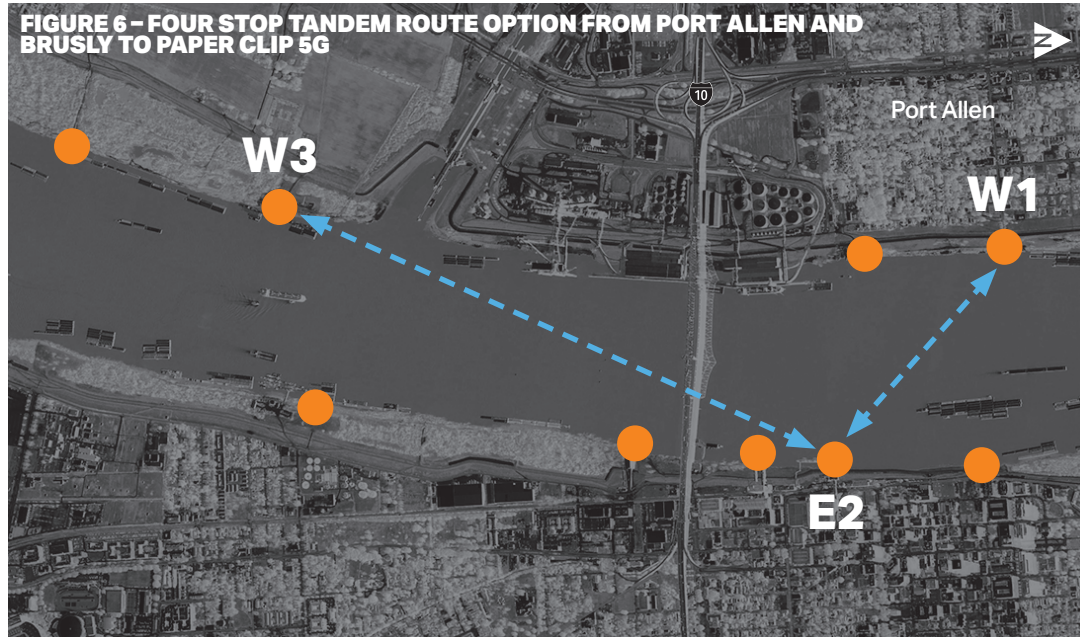 FIGURE 6 – FOUR STOP TANDEM ROUTE OPTION FROM PORT ALLEN AND
BRUSLY TO PAPER CLIP 5G
N
10
Port Allen
W3
W1
E2